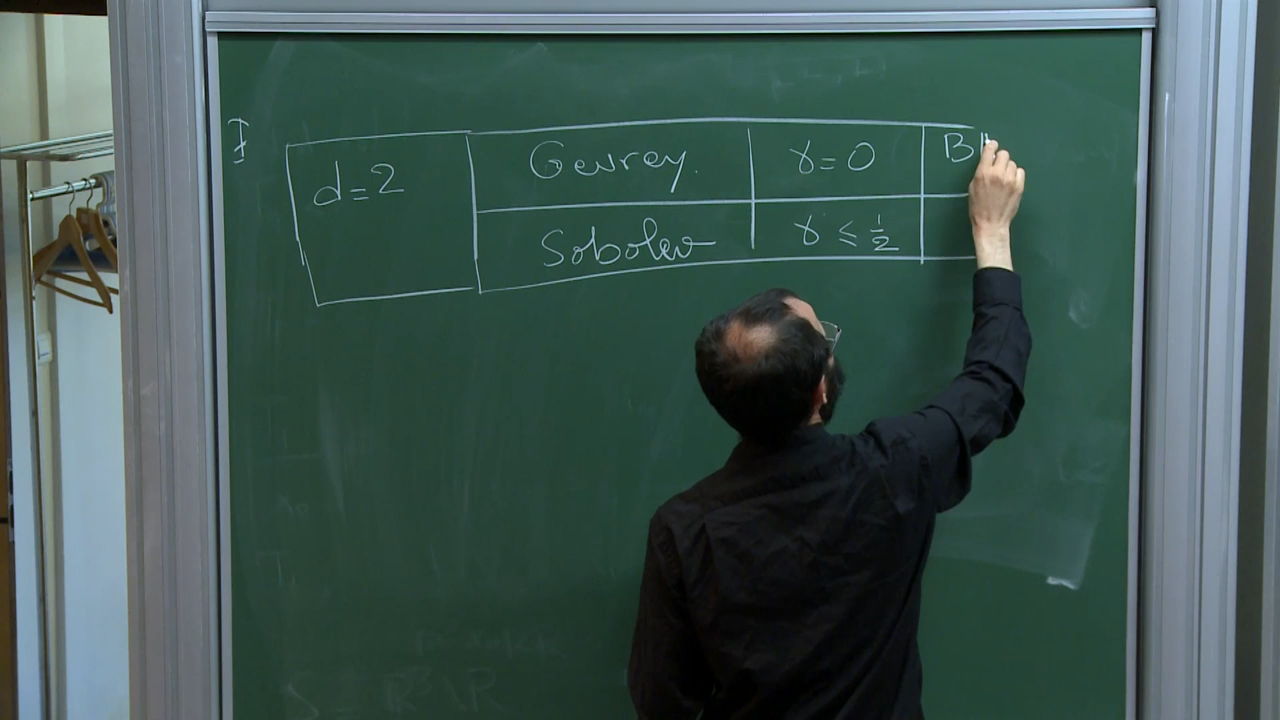 I
d=2 Gevrey. γ=0 B
Sobolev γ ≤ 1/2